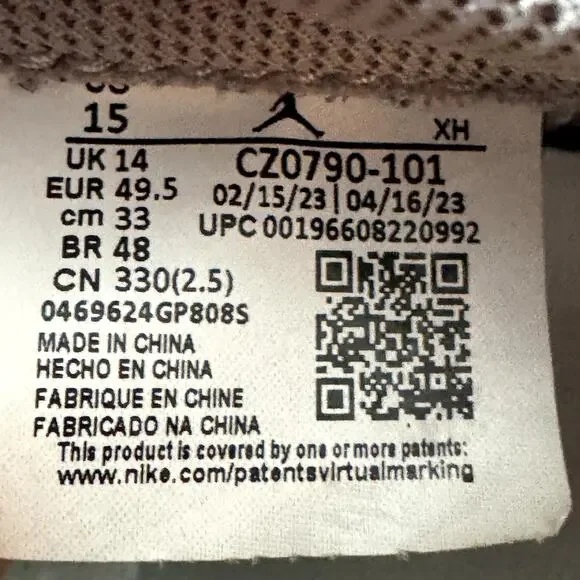 15
XH
UK 14
CZ0790-101
EUR 49.5
02/15/23 | 04/16/23
cm 33
UPC 00196608220992
BR 48
CN 330(2.5)
0469624GP808S
MADE IN CHINA
HECHO EN CHINA
FABRIQUE EN CHINE
FABRICADO NA CHINA
This product is covered by one or more patents:
www.nike.com/patentsvirtualmarking